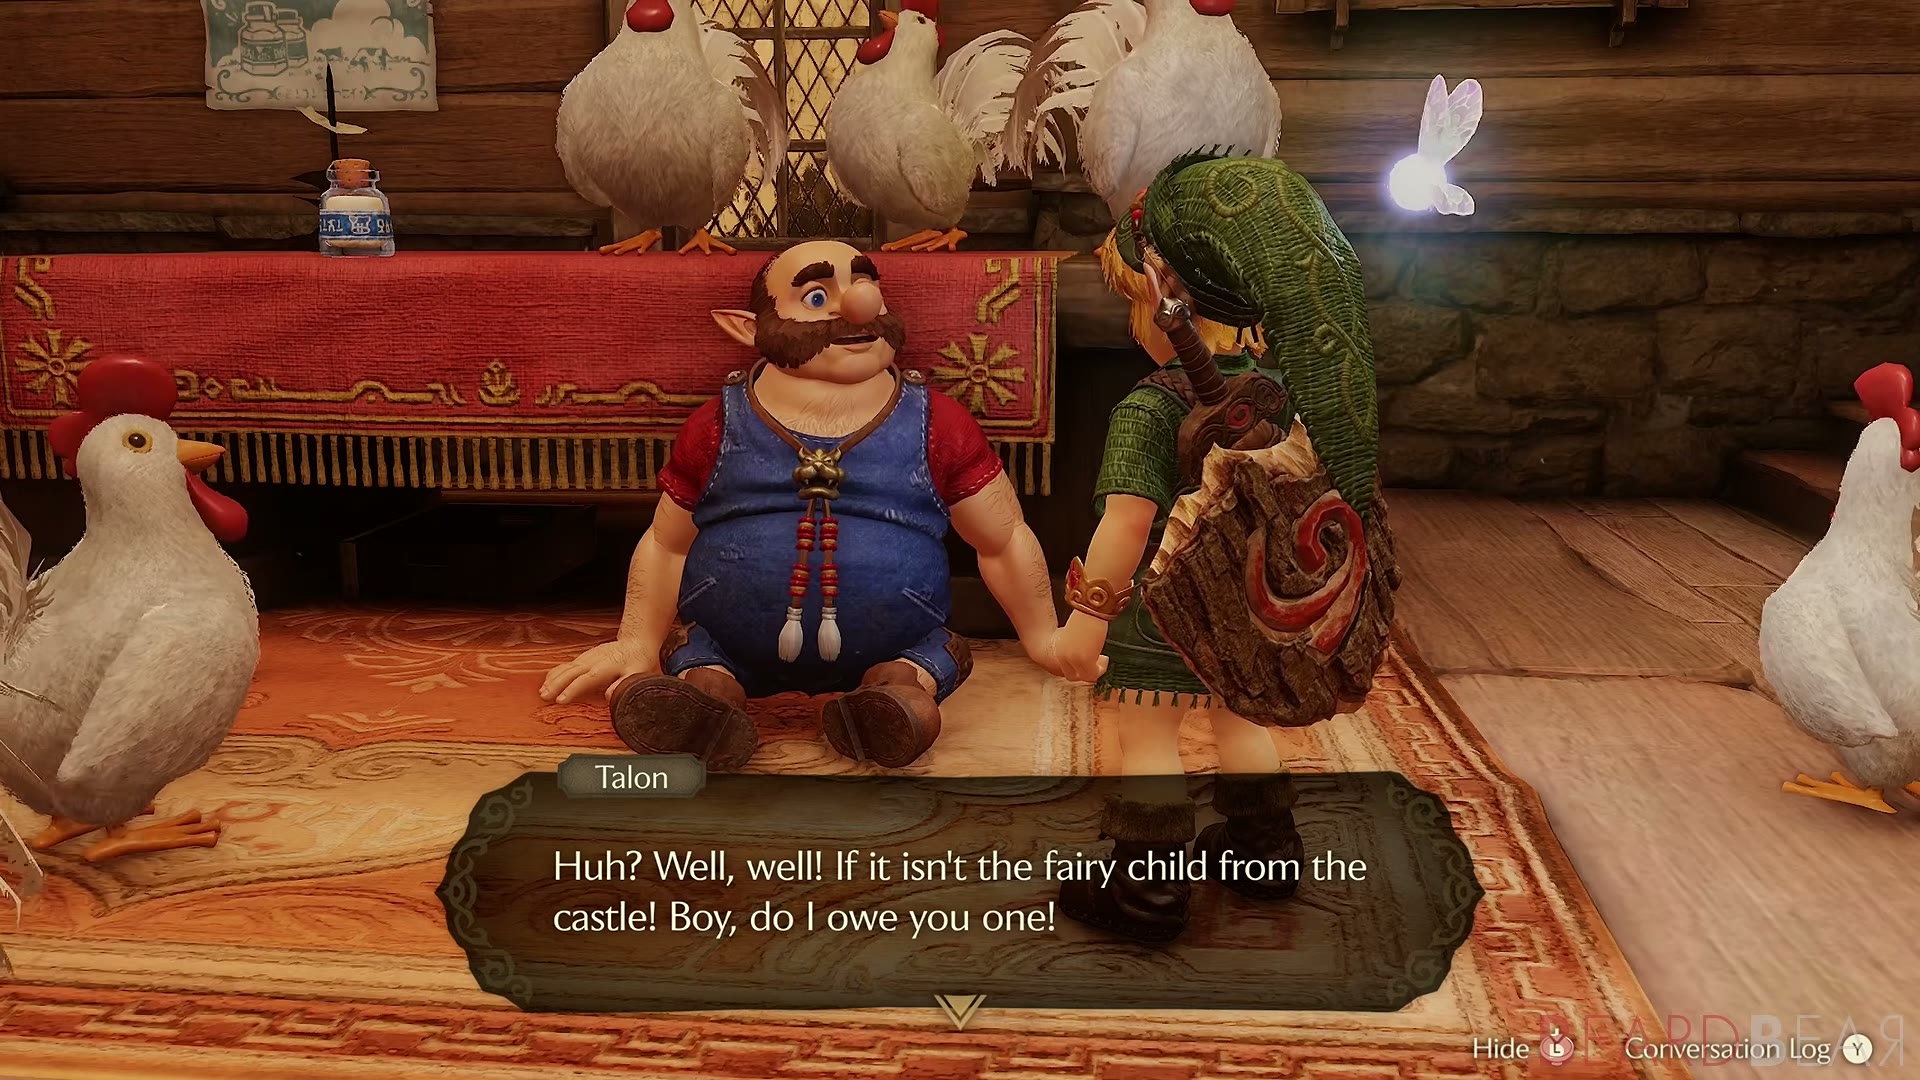 Talon
Huh? Well, well! If it isn't the fairy child from the
castle! Boy, do I owe you one!
Hide L Conversation Log Y
BEARDBEAR